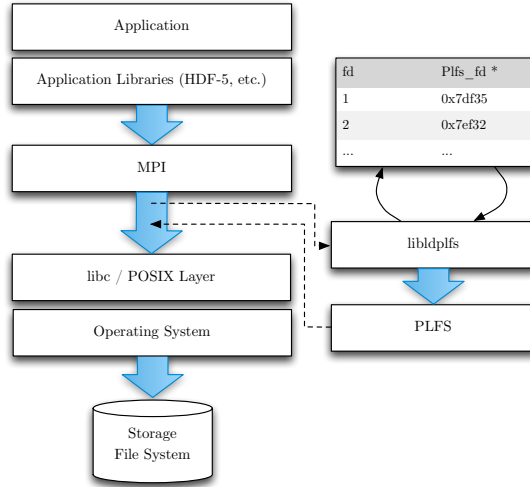 Application
Application Libraries (HDF-5, etc.)
MPI
libc / POSIX Layer
Operating System
Storage
File System
fd Plfs_fd *
1 0x7df35
2 0x7ef32
... ...
libldplfs
PLFS